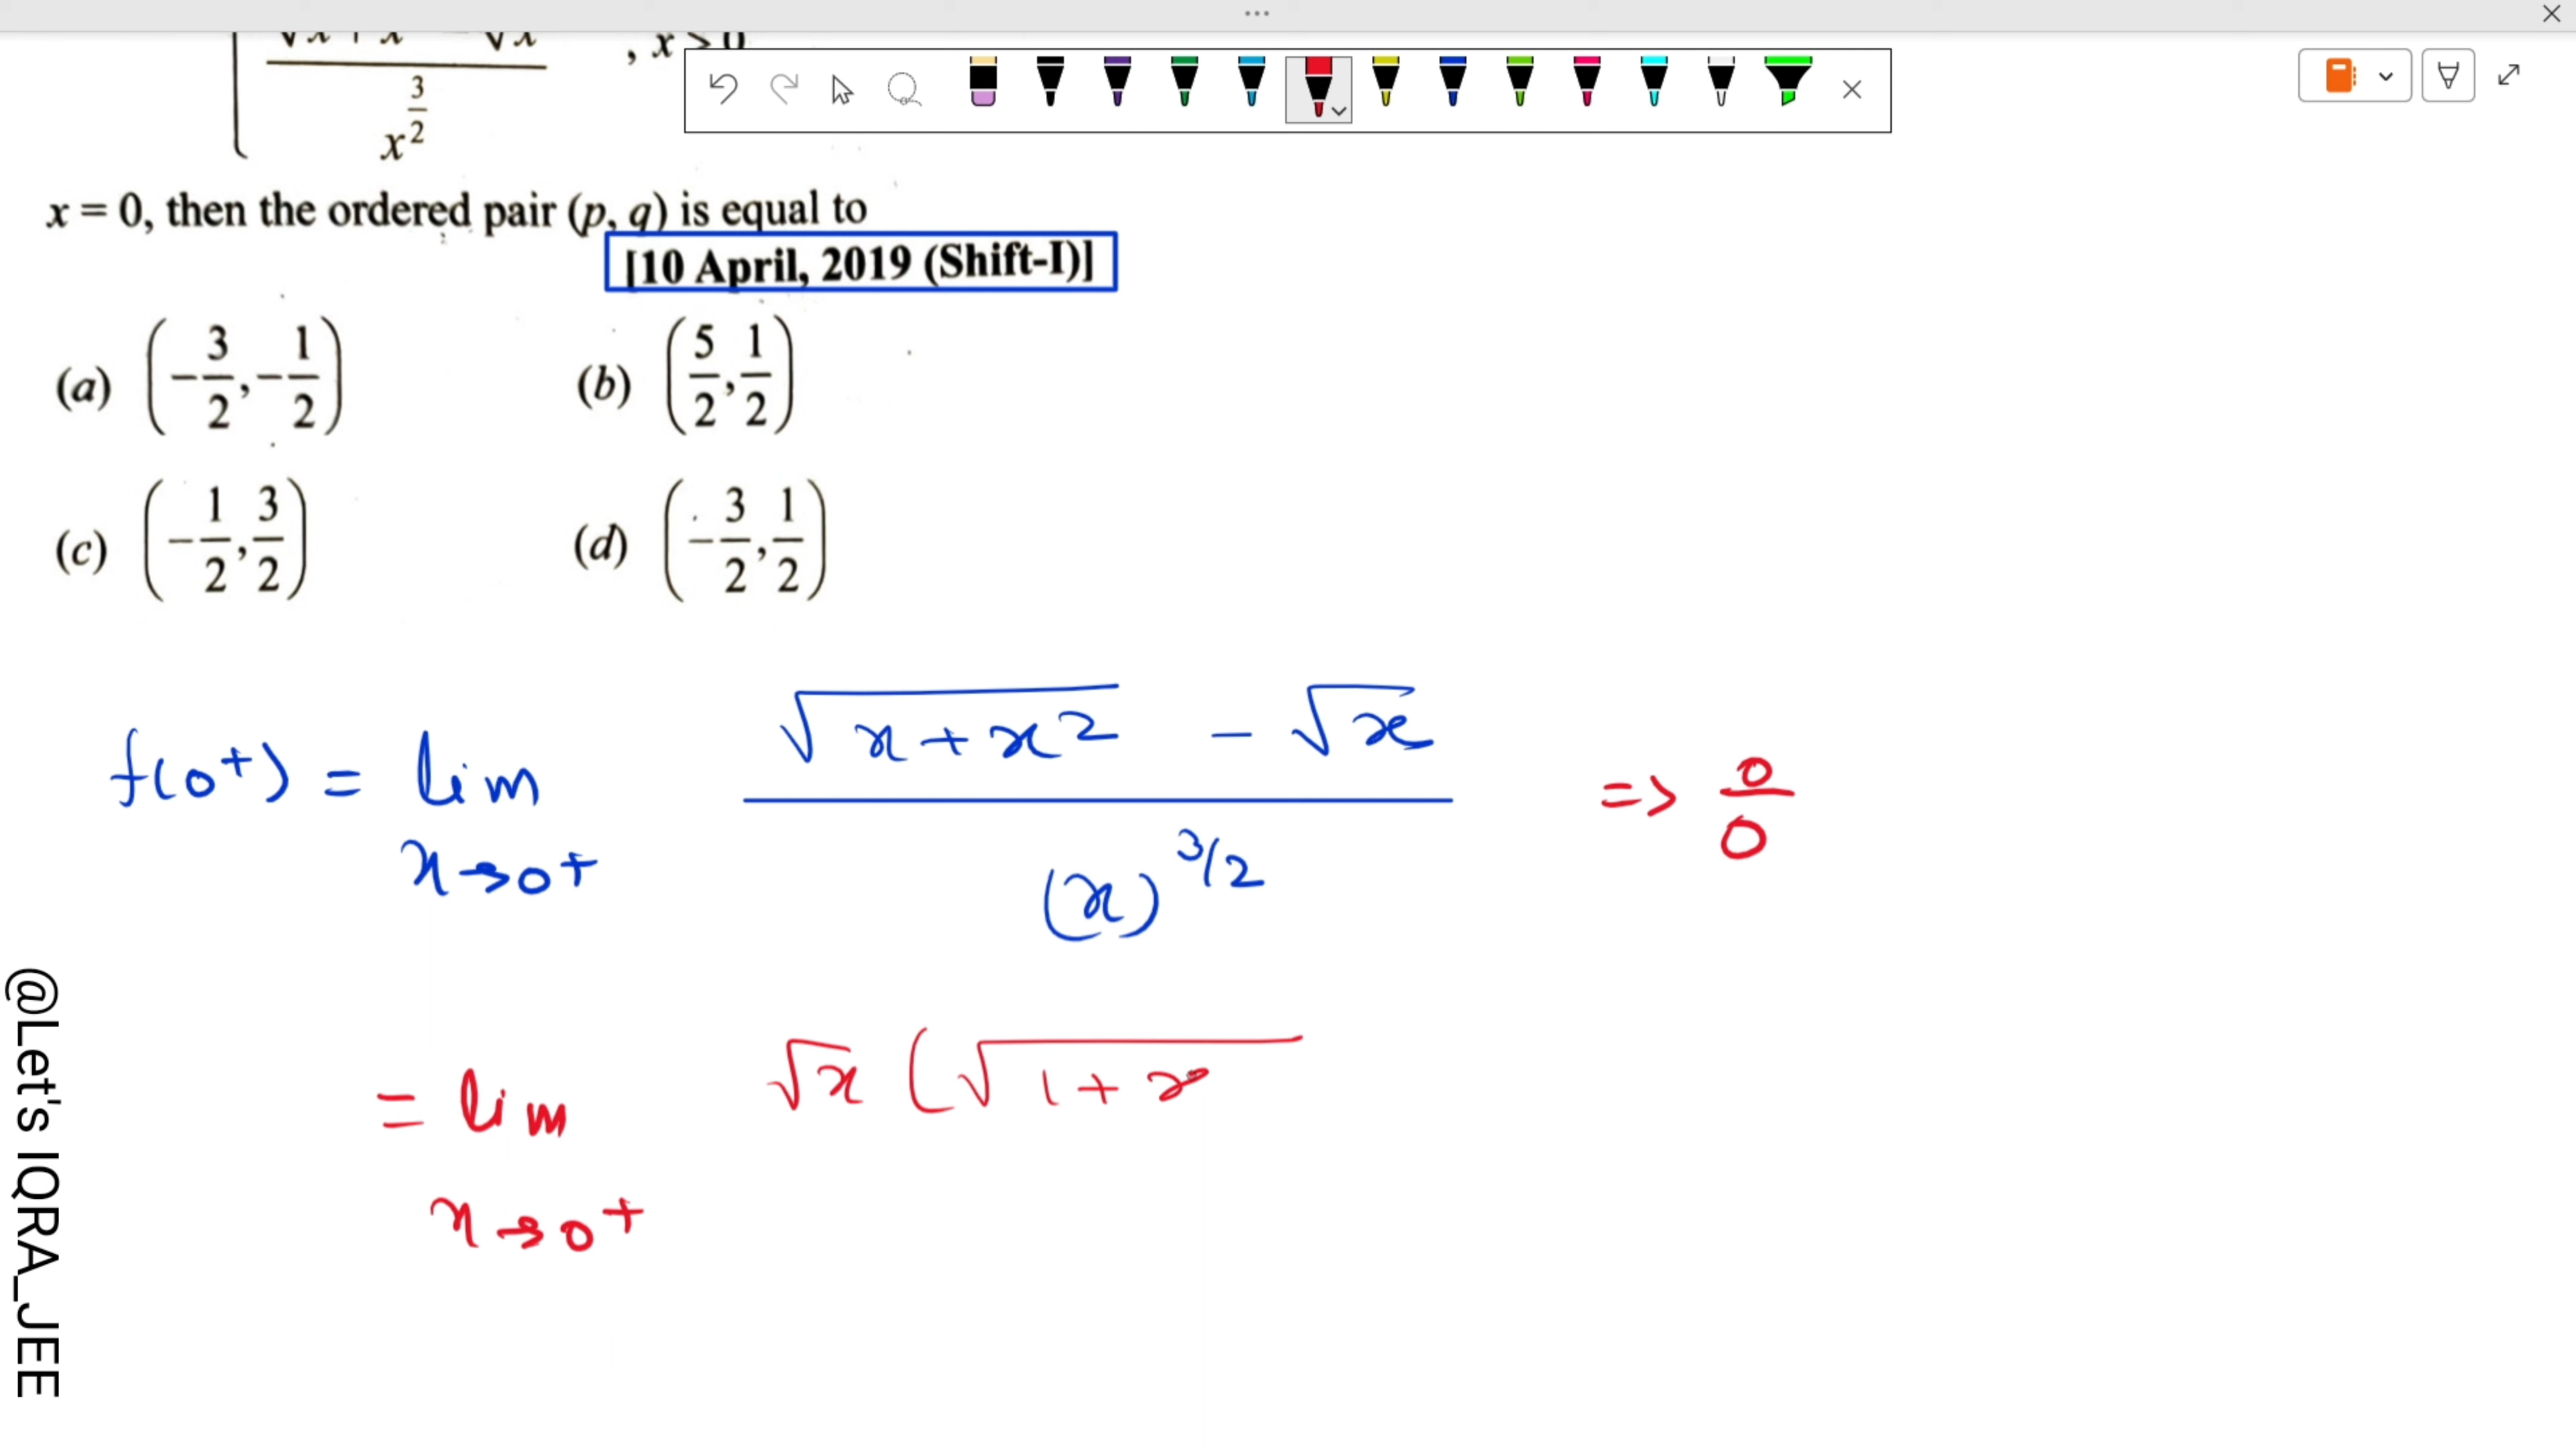 , x > 0
x^{3/2}
x = 0, then the ordered pair (p, q) is equal to
[10 April, 2019 (Shift-I)]
(a) (-3/2, -1/2) (b) (5/2, 1/2)
(c) (-1/2, 3/2) (d) (-3/2, 1/2)
f(0+) = lim x→0+ (√(x+x²) - √x) / (x)^{3/2} => 0/0
= lim x→0+ √x (√(1+x
@Let's IQRA_JEE